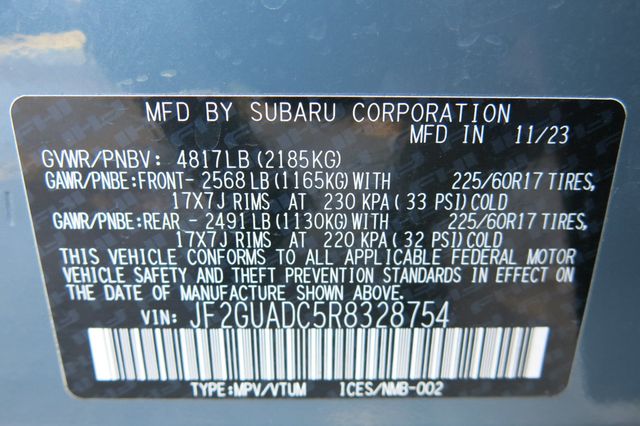 MFD BY SUBARU CORPORATION
MFD IN 11/23
GVWR/PNBV: 4817LB (2185KG)
GAWR/PNBE:FRONT- 2568 LB (1165KG) WITH 225/60R17 TIRES,
17X7J RIMS AT 230 KPA ( 33 PSI) COLD
GAWR/PNBE:REAR - 2491 LB (1130KG) WITH 225/60R17 TIRES,
17X7J RIMS AT 220 KPA ( 32 PSI) COLD
THIS VEHICLE CONFORMS TO ALL APPLICABLE FEDERAL MOTOR
VEHICLE SAFETY AND THEFT PREVENTION STANDARDS IN EFFECT ON
THE DATE OF MANUFACTURE SHOWN ABOVE.
VIN: JF2GUADC5R8328754
TYPE:MPV/VTUM ICES/NMB-002